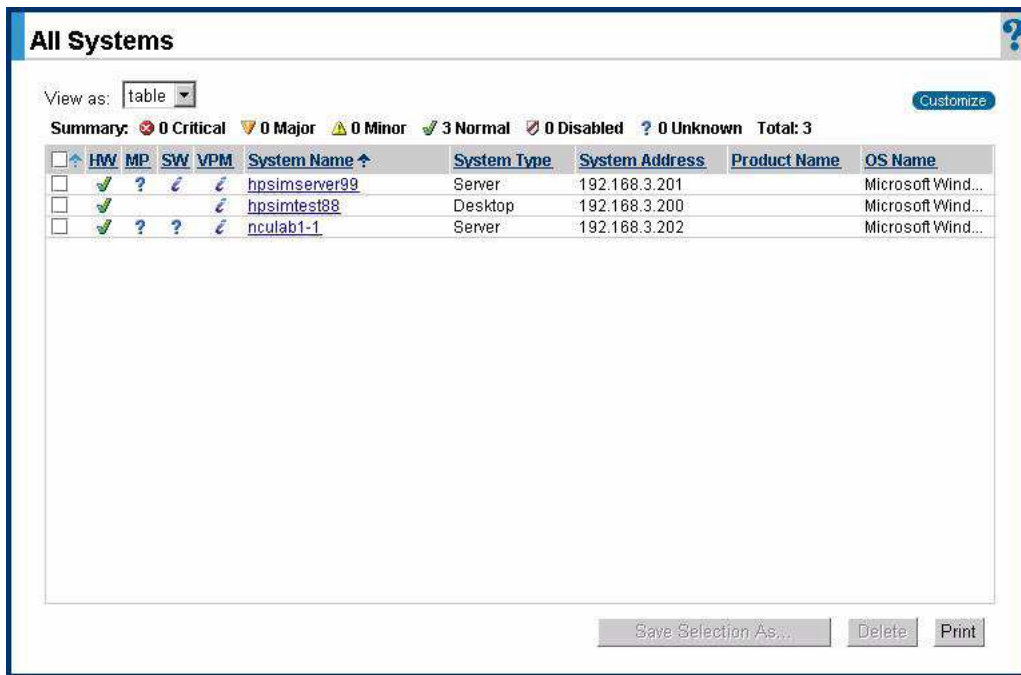 All Systems
?
View as: table
Customize
Summary: 0 Critical 0 Major 0 Minor 3 Normal 0 Disabled ? 0 Unknown Total: 3
HW MP SW VPM System Name System Type System Address Product Name OS Name
? i i hpsimserver99 Server 192.168.3.201 Microsoft Wind...
i hpsimtest88 Desktop 192.168.3.200 Microsoft Wind...
? ? i nculab1-1 Server 192.168.3.202 Microsoft Wind...
Save Selection As... Delete Print